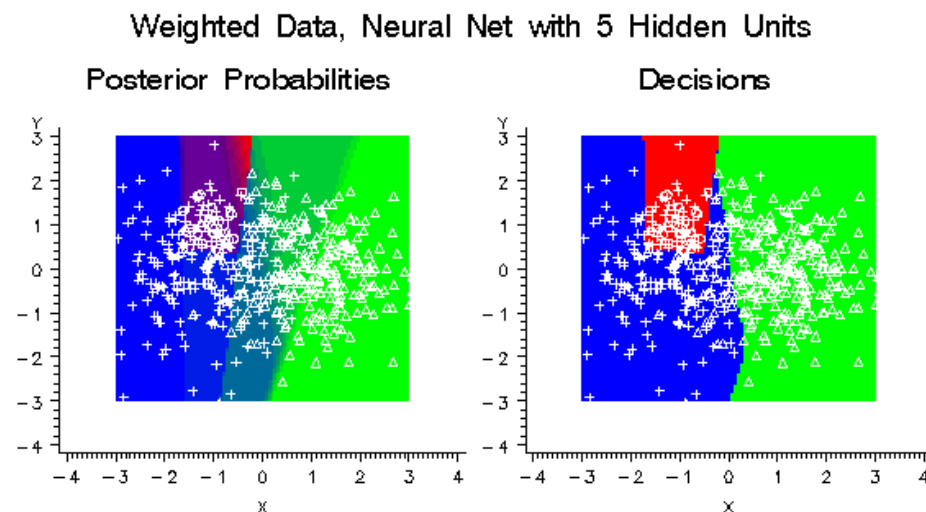 Weighted Data, Neural Net with 5 Hidden Units
Posterior Probabilities
Decisions
Y
3
2
1
0
-1
-2
-3
-4
-4 -3 -2 -1 0 1 2 3 4
X
Y
3
2
1
0
-1
-2
-3
-4
-4 -3 -2 -1 0 1 2 3 4
X